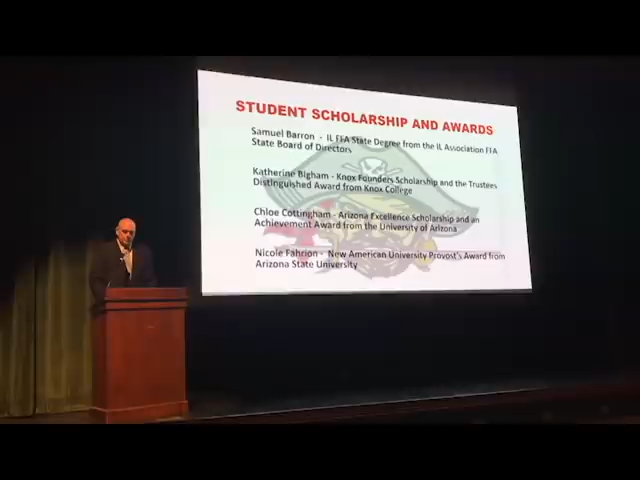 STUDENT SCHOLARSHIP AND AWARDS
Samuel Barron - IL FFA State Degree from the IL Association FFA
State Board of Directors
Katherine Bigham - Knox Founders Scholarship and the Trustees
Distinguished Award from Knox College
Chloe Cottingham - Arizona Excellence Scholarship and an
Achievement Award from the University of Arizona
Nicole Fahrion - New American University Provost's Award from
Arizona State University